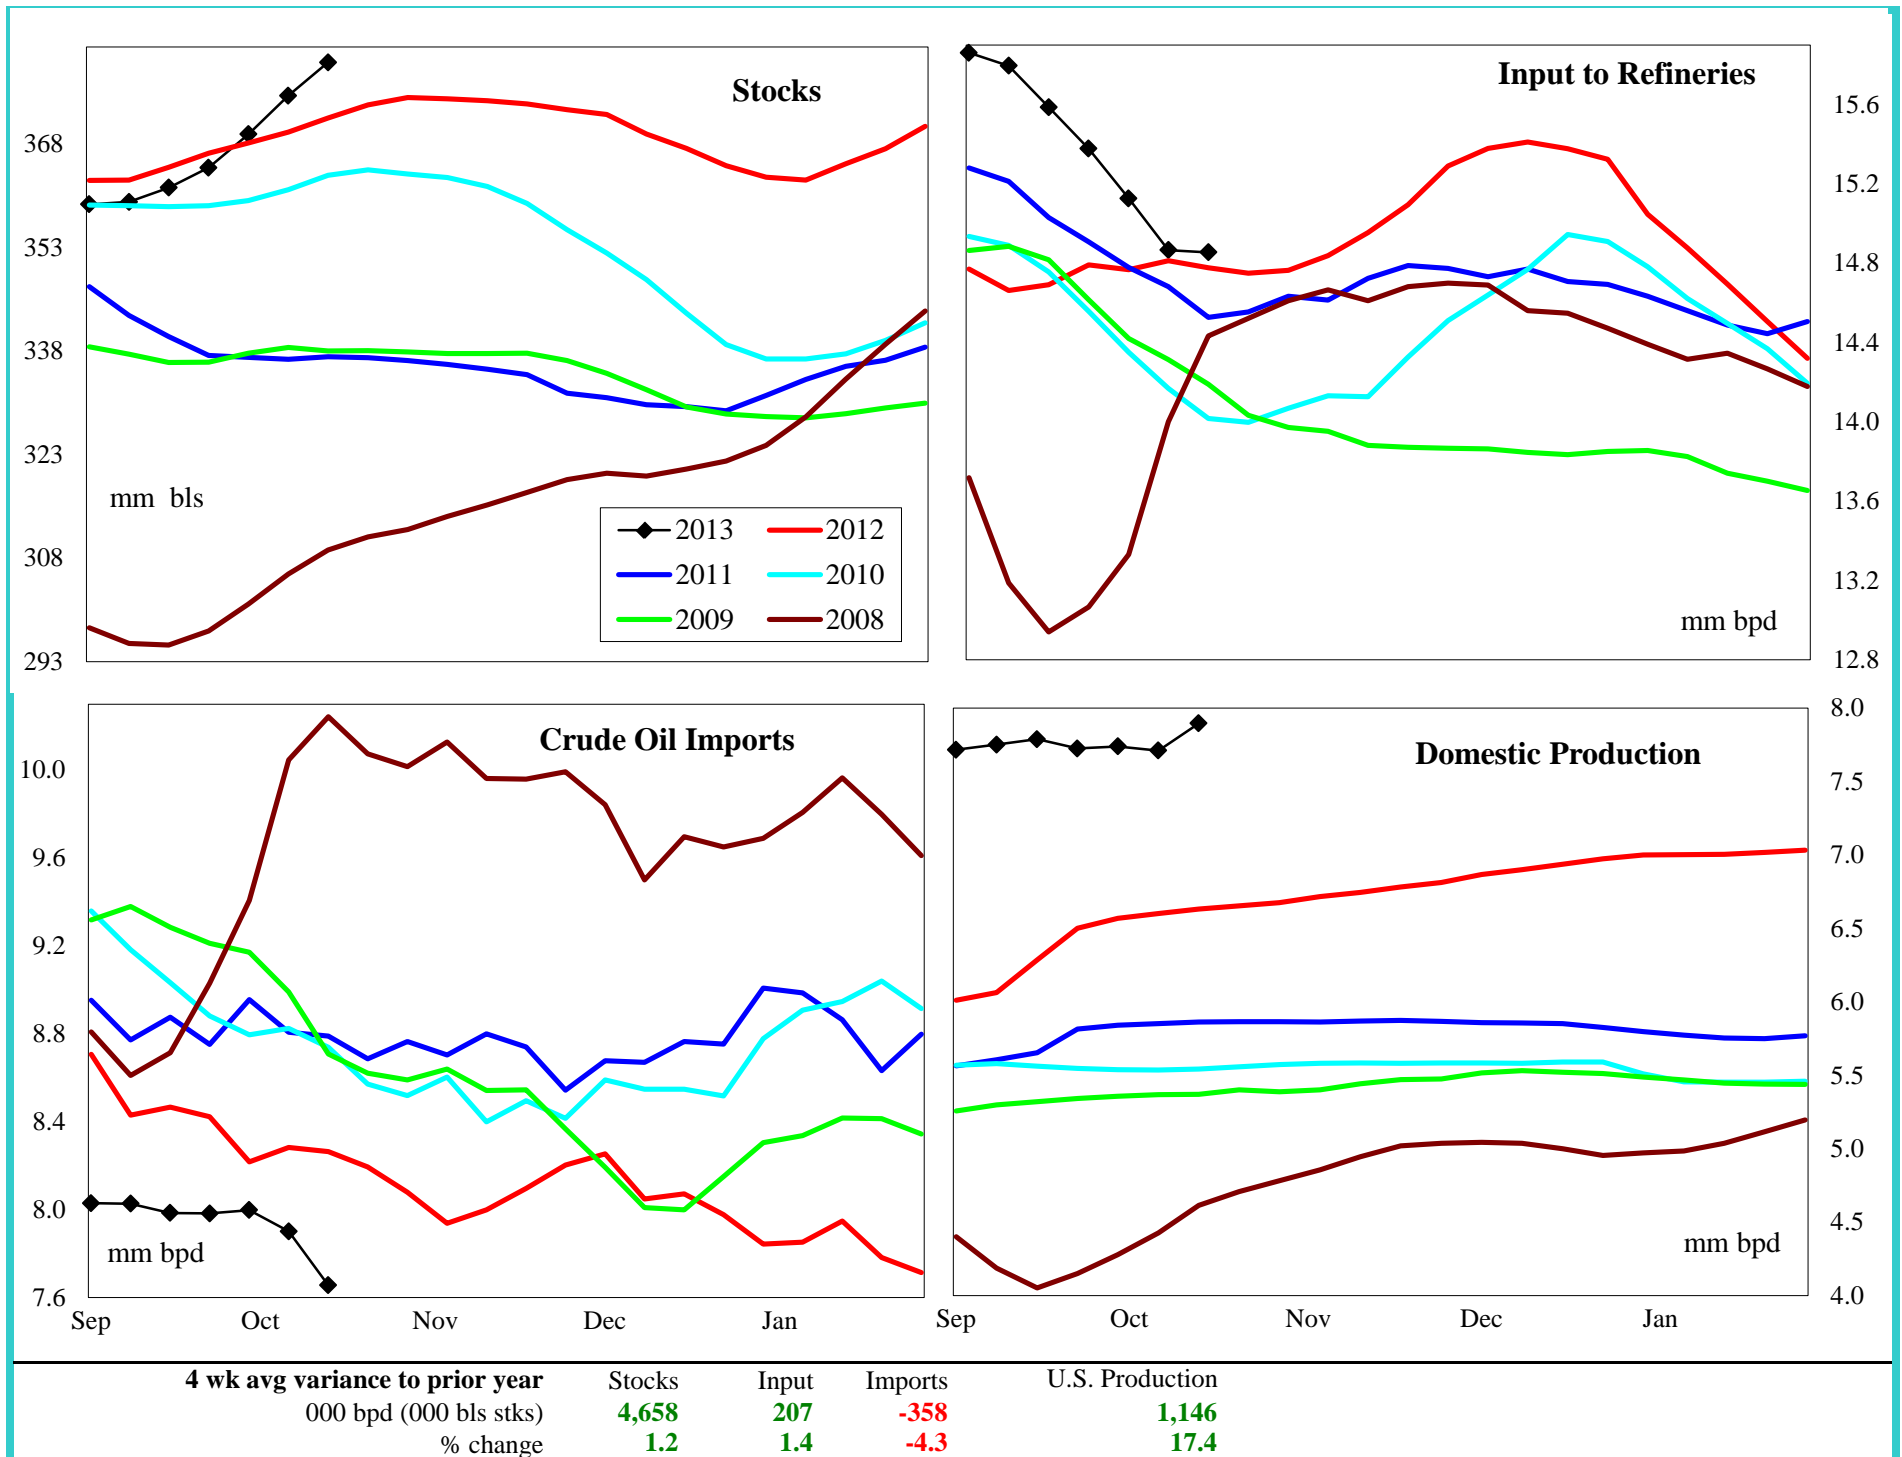 Stocks
368
353
338
323
308
293
mm bls
2013 2012
2011 2010
2009 2008
Input to Refineries
15.6
15.2
14.8
14.4
14.0
13.6
13.2
12.8
mm bpd
Crude Oil Imports
10.0
9.6
9.2
8.8
8.4
8.0
7.6
mm bpd
Sep Oct Nov Dec Jan
Domestic Production
8.0
7.5
7.0
6.5
6.0
5.5
5.0
4.5
4.0
mm bpd
Sep Oct Nov Dec Jan
4 wk avg variance to prior year Stocks Input Imports U.S. Production
000 bpd (000 bls stks) 4,658 207 -358 1,146
% change 1.2 1.4 -4.3 17.4